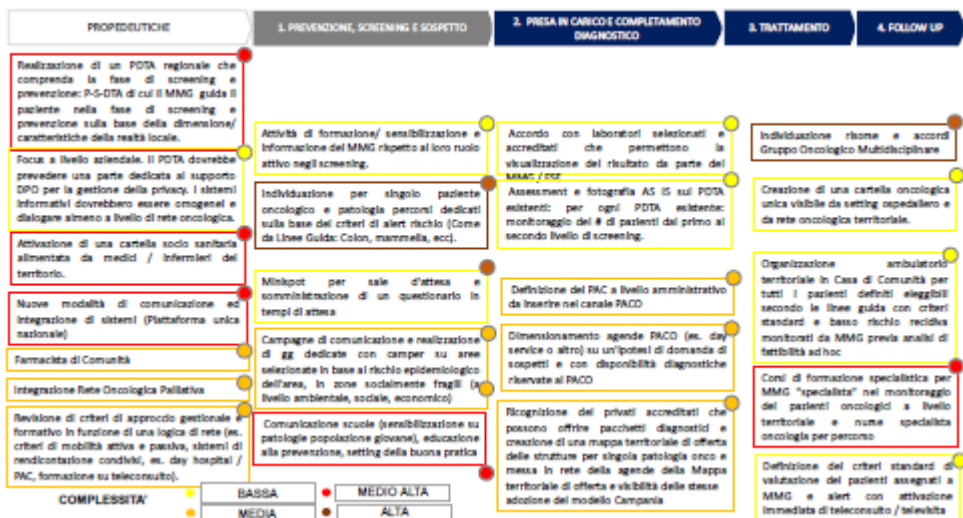 PROPEDEUTICHE
1. PREVENZIONE, SCREENING E SOSPETTO
2. PRESA IN CARICO E COMPLETAMENTO
DIAGNOSTICO
3. TRATTAMENTO
4. FOLLOW UP
Realizzazione di un PDTA regionale che
comprenda la fase di screening e
prevenzione: P-S-DTA di cui il MMG guida il
paziente nella fase di screening e
prevenzione sulla base della dimensione/
caratteristiche della realtà locale.
Focus a livello aziendale. Il PDTA dovrebbe
prevedere una parte dedicata al supporto
DPO per la gestione della privacy. I sistemi
informativi dovrebbero essere omogenei e
dialogare almeno a livello di rete oncologica.
Attivazione di una cartella socio sanitaria
alimentata da medici / infermieri del
territorio.
Nuove modalità di comunicazione ed
integrazione di sistemi (Piattaforma unica
nazionale)
Farmacista di Comunità
Integrazione Rete Oncologica Palliativa
Revisione di criteri di approccio gestionale e
formativo in funzione di una logica di rete (es.
criteri di mobilità attiva e passiva, sistemi di
rendicontazione condivisi, es. day hospital /
PAC, formazione su teleconsulto).
Attività di formazione/ sensibilizzazione e
informazione del MMG rispetto al loro ruolo
attivo negli screening.
Individuazione per singolo paziente
oncologico e patologia percorsi dedicati
sulla base dei criteri di alert rischio (Come
da Linee Guida: Colon, mammella, ecc).
Minispot per sale d'attesa e
somministrazione di un questionario in
tempi di attesa
Campagne di comunicazione e realizzazione
di gg dedicate con camper su aree
selezionate in base al rischio epidemiologico
dell'area, in zone socialmente fragili (a
livello ambientale, sociale, economico)
Comunicazione scuole (sensibilizzazione su
patologie popolazione giovane), educazione
alla prevenzione, setting della buona pratica
Accordo con laboratori selezionati e
accreditati che permettono la
visualizzazione del risultato da parte del
MMG / FSE
Assessment e fotografia AS IS sul PDTA
esistenti: per ogni PDTA esistente:
monitoraggio del # di pazienti dal primo al
secondo livello di screening.
Definizione del PAC a livello amministrativo
da inserire nel canale PACO
Dimensionamento agende PACO (es. day
service o altro) su un'ipotesi di domanda di
sospetti e con disponibilità diagnostiche
riservate al PACO
Ricognizione dei privati accreditati che
possono offrire pacchetti diagnostici e
creazione di una mappa territoriale di offerta
delle strutture per singola patologia onco e
messa in rete della agende della Mappa
territoriale di offerta e visibilità delle stesse
adozione del modello Campania
Individuazione risorse e accordi
Gruppo Oncologico Multidisciplinare
Creazione di una cartella oncologica
unica visibile da setting ospedaliero e
da rete oncologica territoriale.
Organizzazione ambulatorio
territoriale in Casa di Comunità per
tutti i pazienti definiti eleggibili
secondo le linee guida con criteri
standard e basso rischio recidiva
monitorati da MMG previa analisi di
fattibilità ad hoc
Corsi di formazione specialistica per
MMG "specialista" nel monitoraggio
dei pazienti oncologici a livello
territoriale e nurse specialista
oncologia per percorso
Definizione dei criteri standard di
valutazione dei pazienti assegnati a
MMG e alert con attivazione
immediata di teleconsulto / televisita
COMPLESSITA'
BASSA
MEDIO ALTA
MEDIA
ALTA